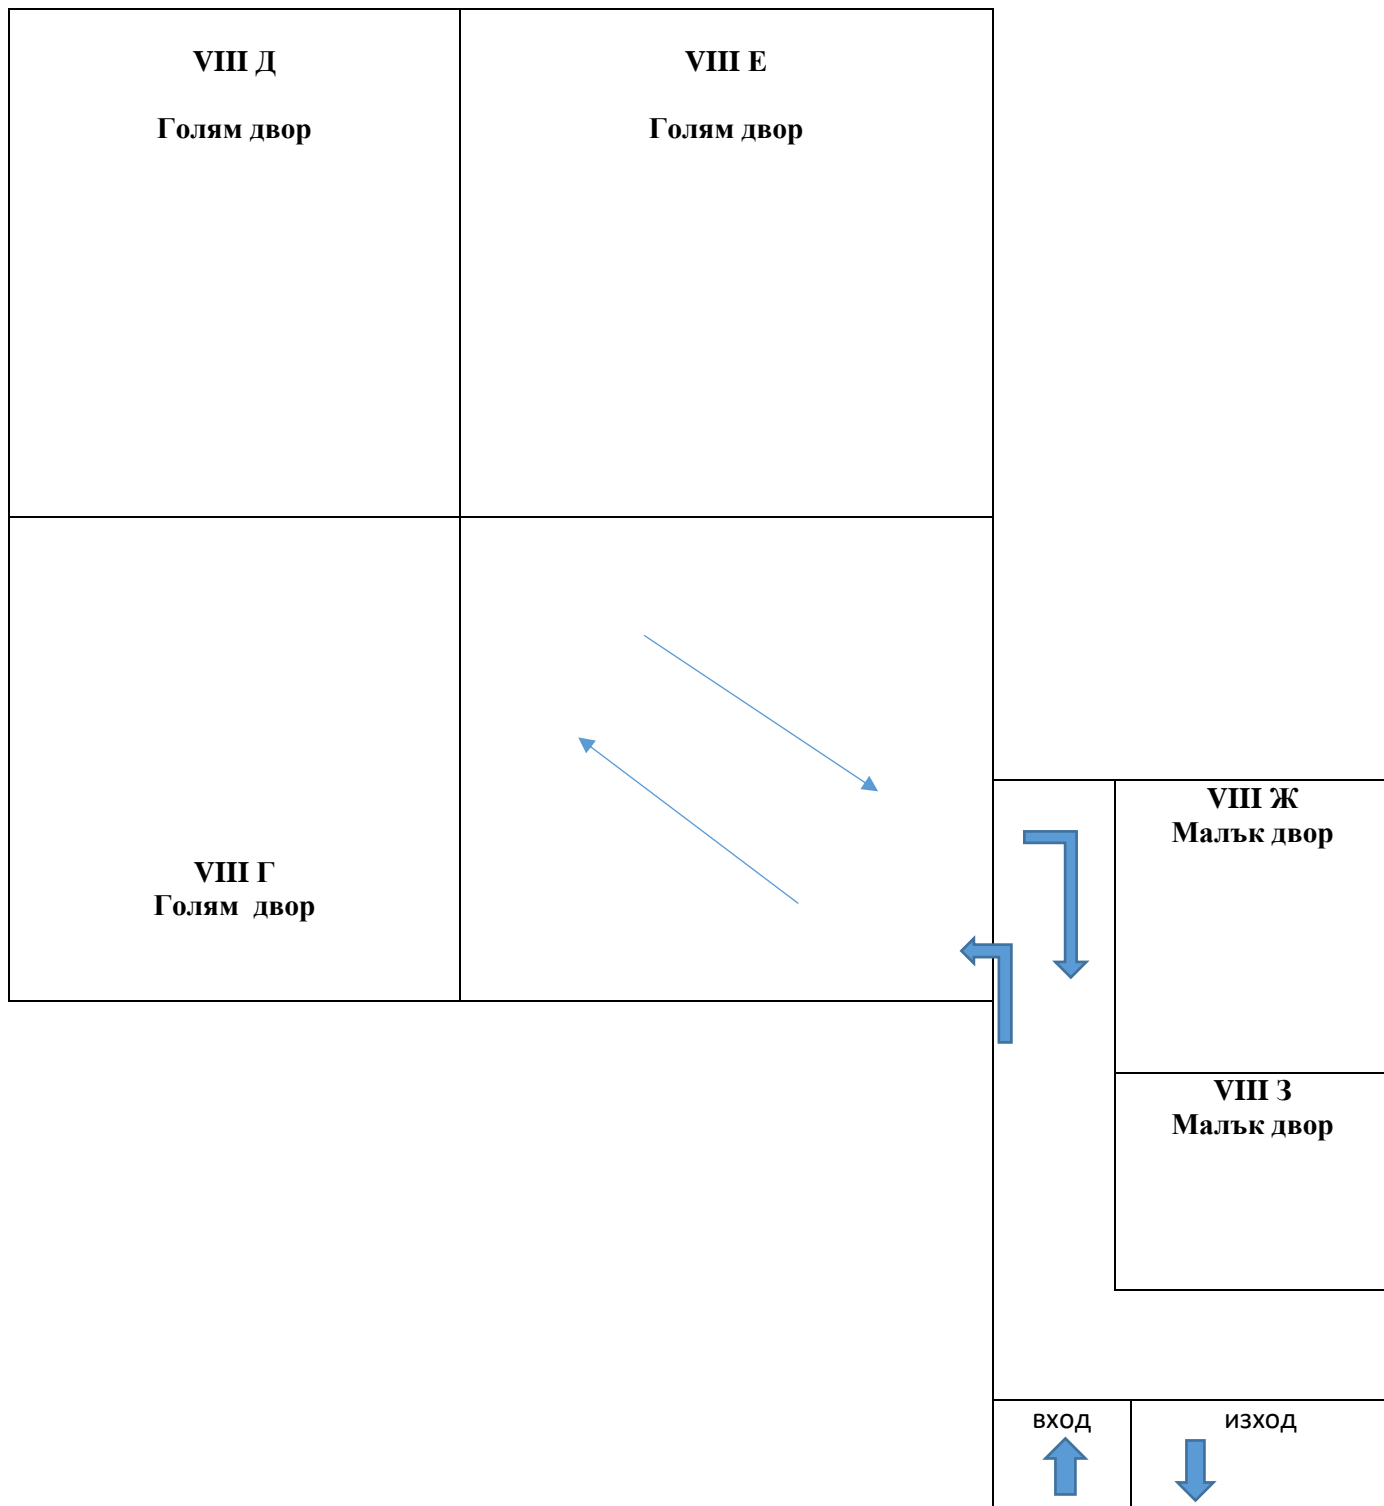 VIII Д
Голям двор
VIII Е
Голям двор
VIII Г
Голям  двор
VIII Ж
Малък двор
VIII З
Малък двор
вход
изход